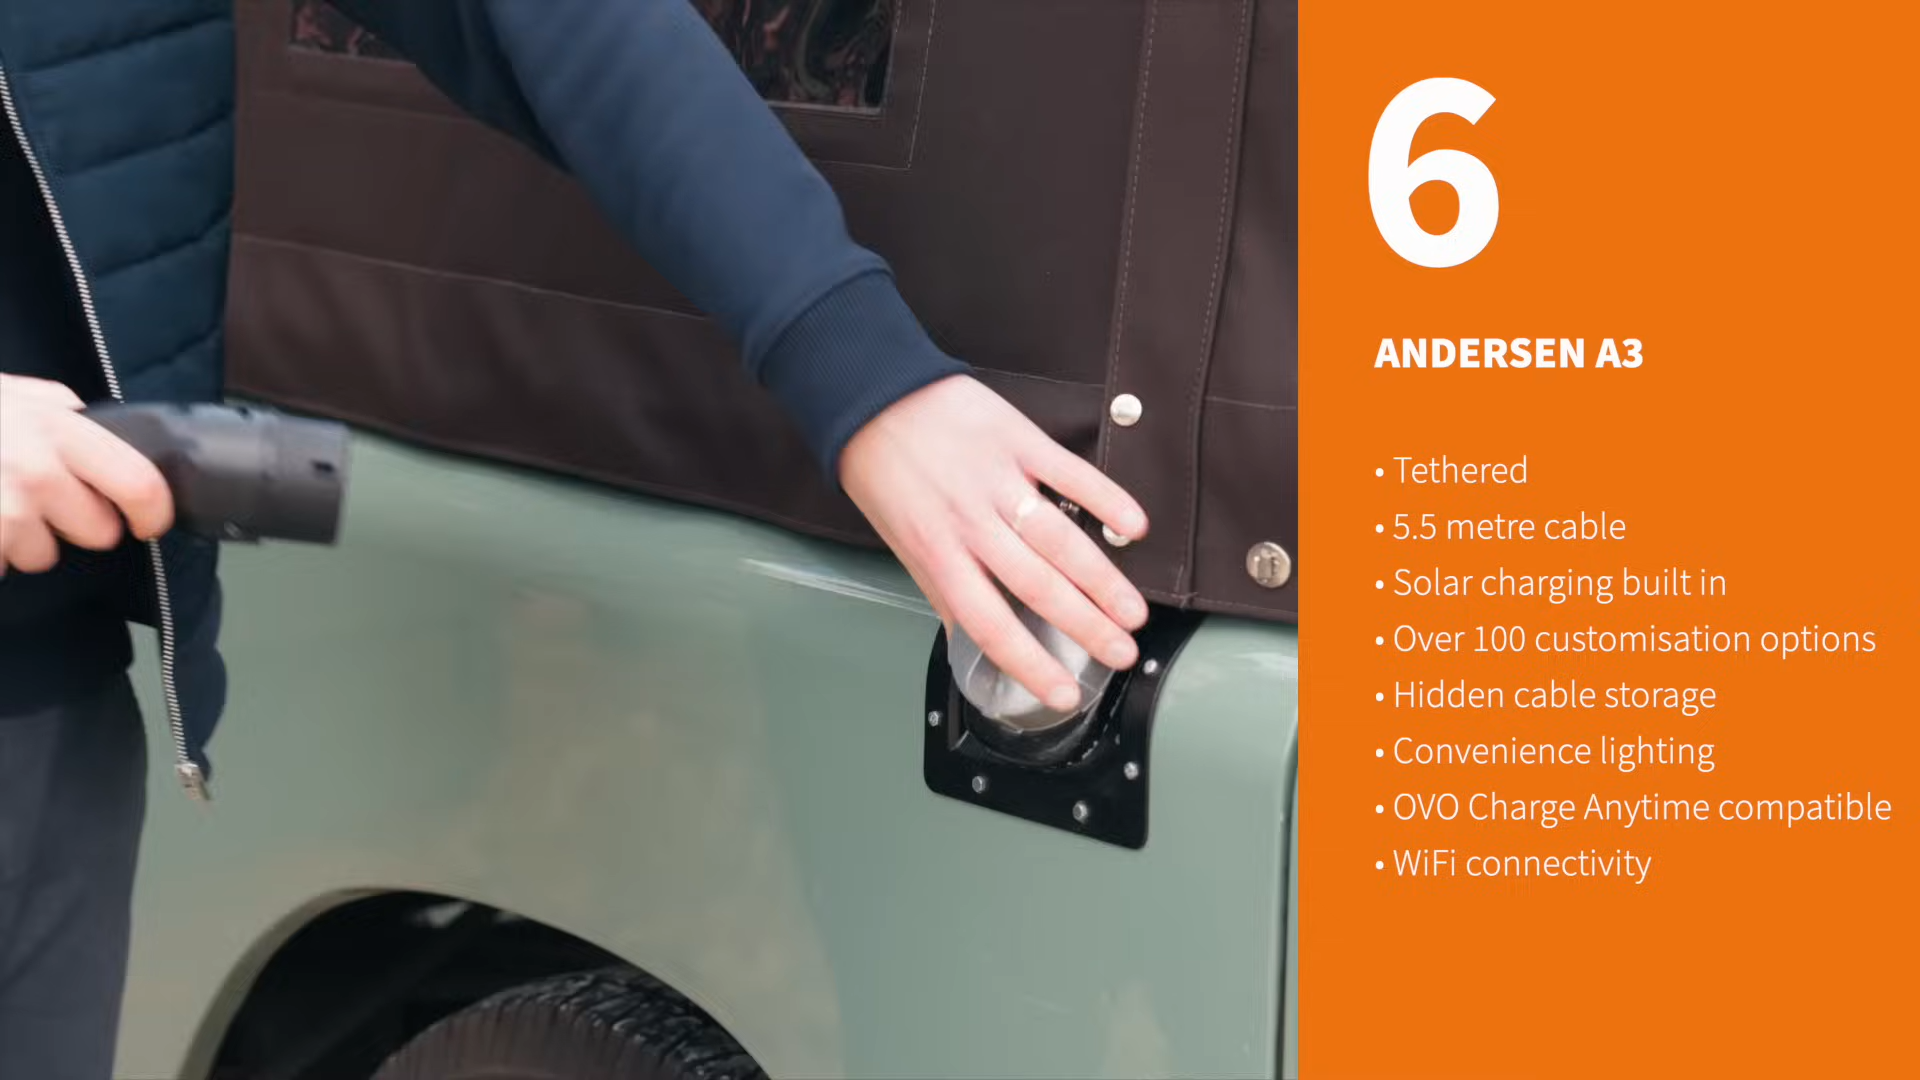 6
ANDERSEN A3
• Tethered
• 5.5 metre cable
• Solar charging built in
• Over 100 customisation options
• Hidden cable storage
• Convenience lighting
• OVO Charge Anytime compatible
• WiFi connectivity